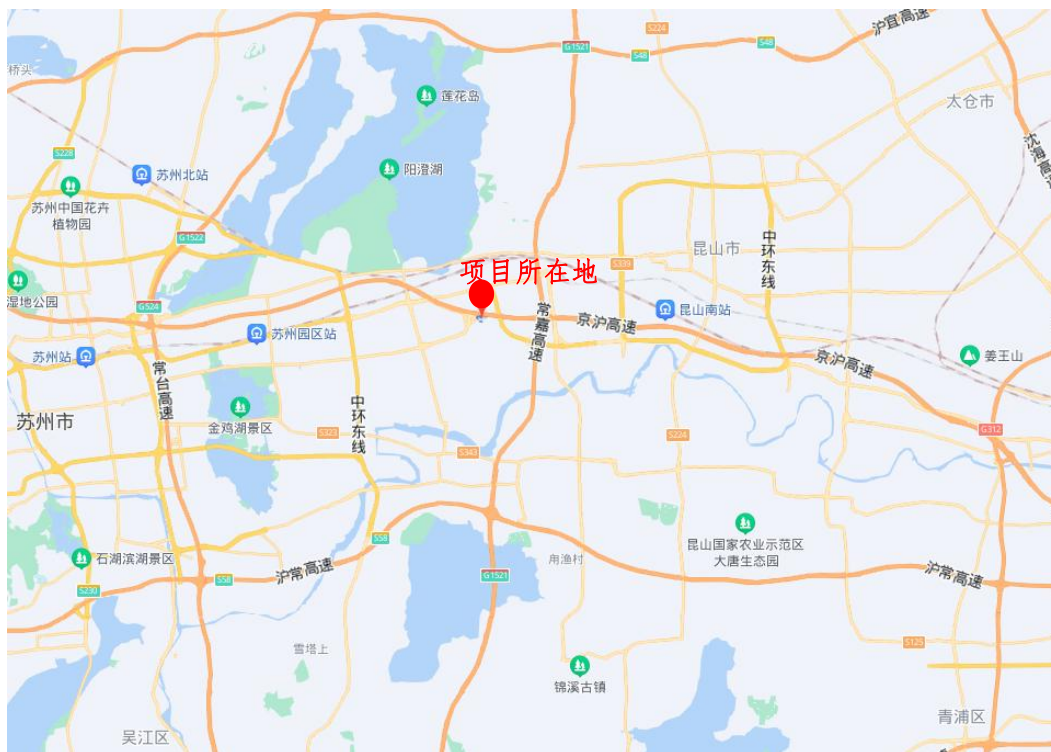 沪宜高速
S224
S48
S48
G1521
桥头
莲花岛
太仓市
沈海高速
S228
阳澄湖
苏州北站
苏州中国花卉
植物园
G1522
昆山市
中环东线
S339
项目所在地
湿地公园
G524
常嘉高速
京沪高速
昆山南站
苏州园区站
苏州站
京沪高速
姜王山
常台高速
中环东线
苏州市
金鸡湖景区
S323
S343
S224
G312
昆山国家农业示范区
大唐生态园
S58
石湖滨湖景区
甪渔村
沪常高速
S58
G1521
沪常高速
S230
S125
雪塔上
锦溪古镇
青浦区
吴江区